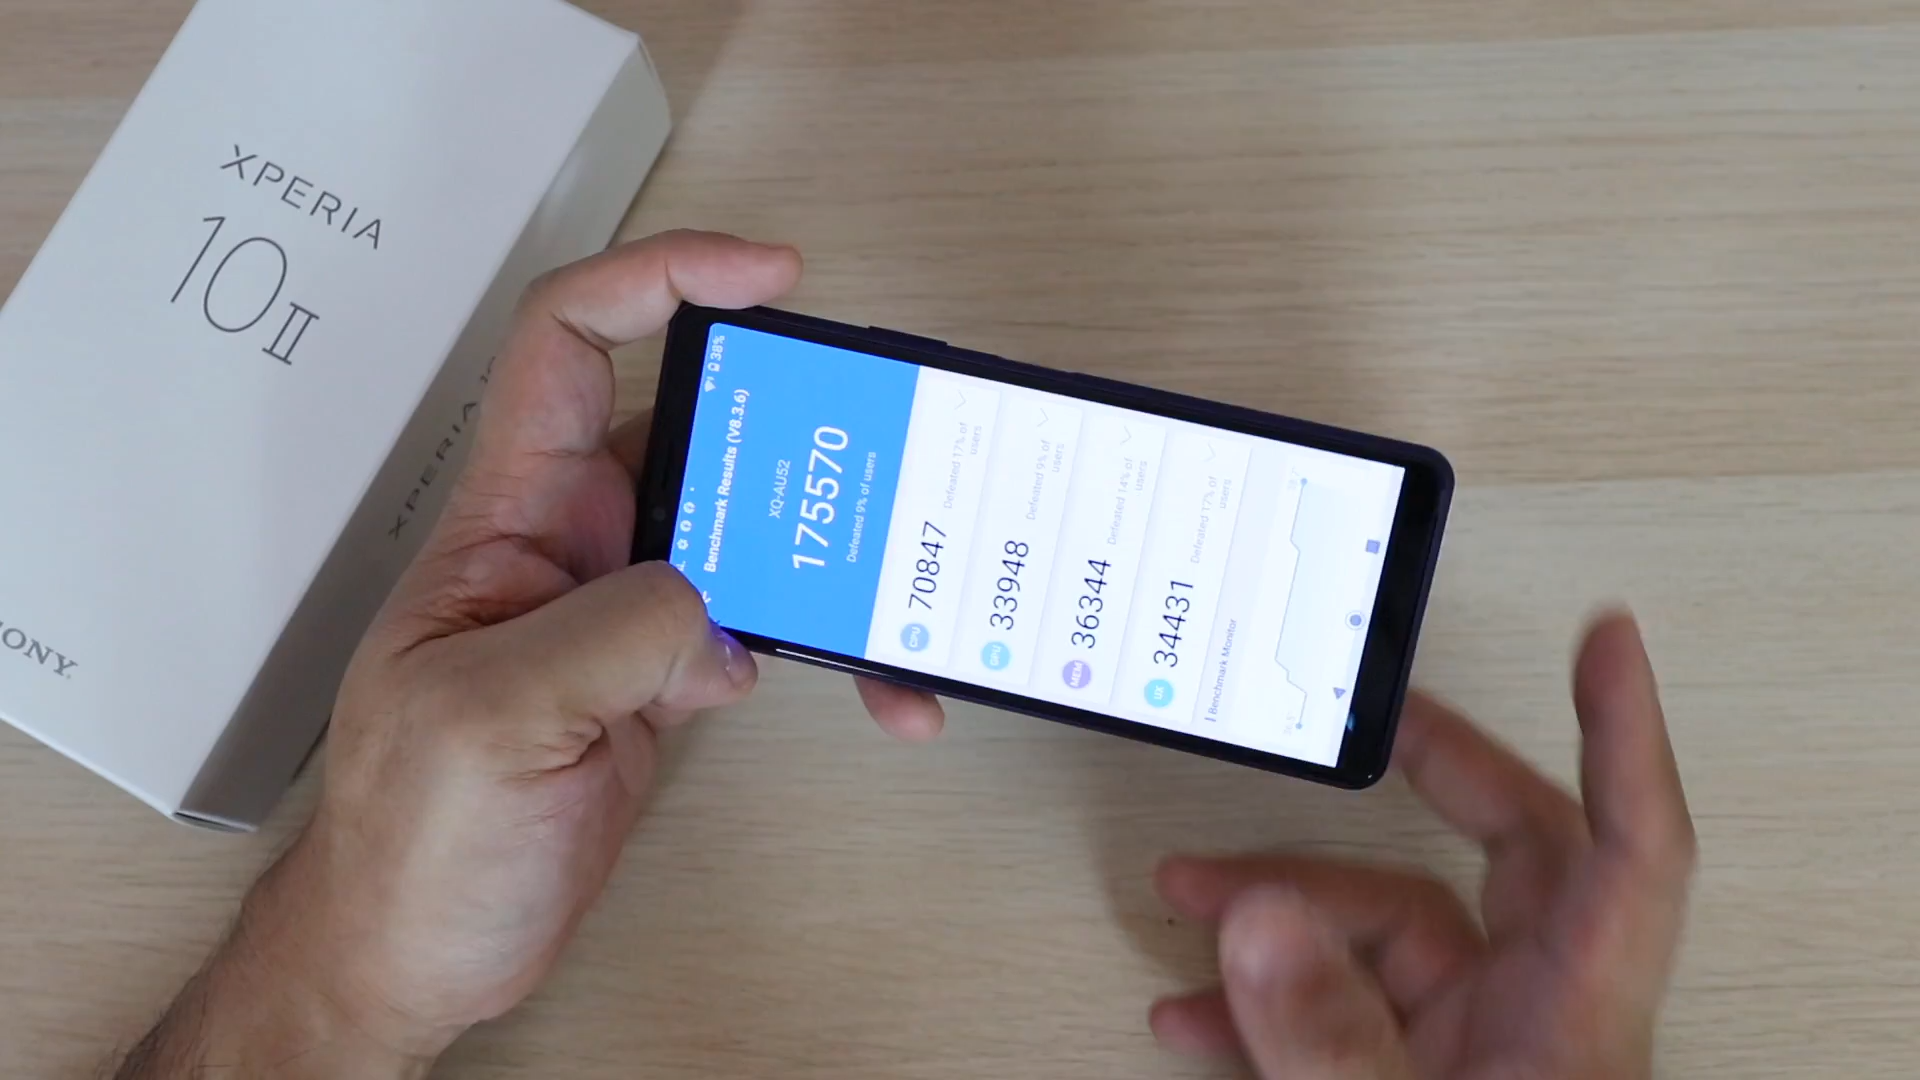 XPERIA
10 II
SONY
XPERIA
38%
Benchmark Results (V8.3.6)
XQ-AU52
175570
Defeated 9% of users
CPU
70847
Defeated 17% of
users
GPU
33948
Defeated 9% of
users
MEM
36344
Defeated 14% of
users
UX
34431
Defeated 17% of
users
Benchmark Monitor